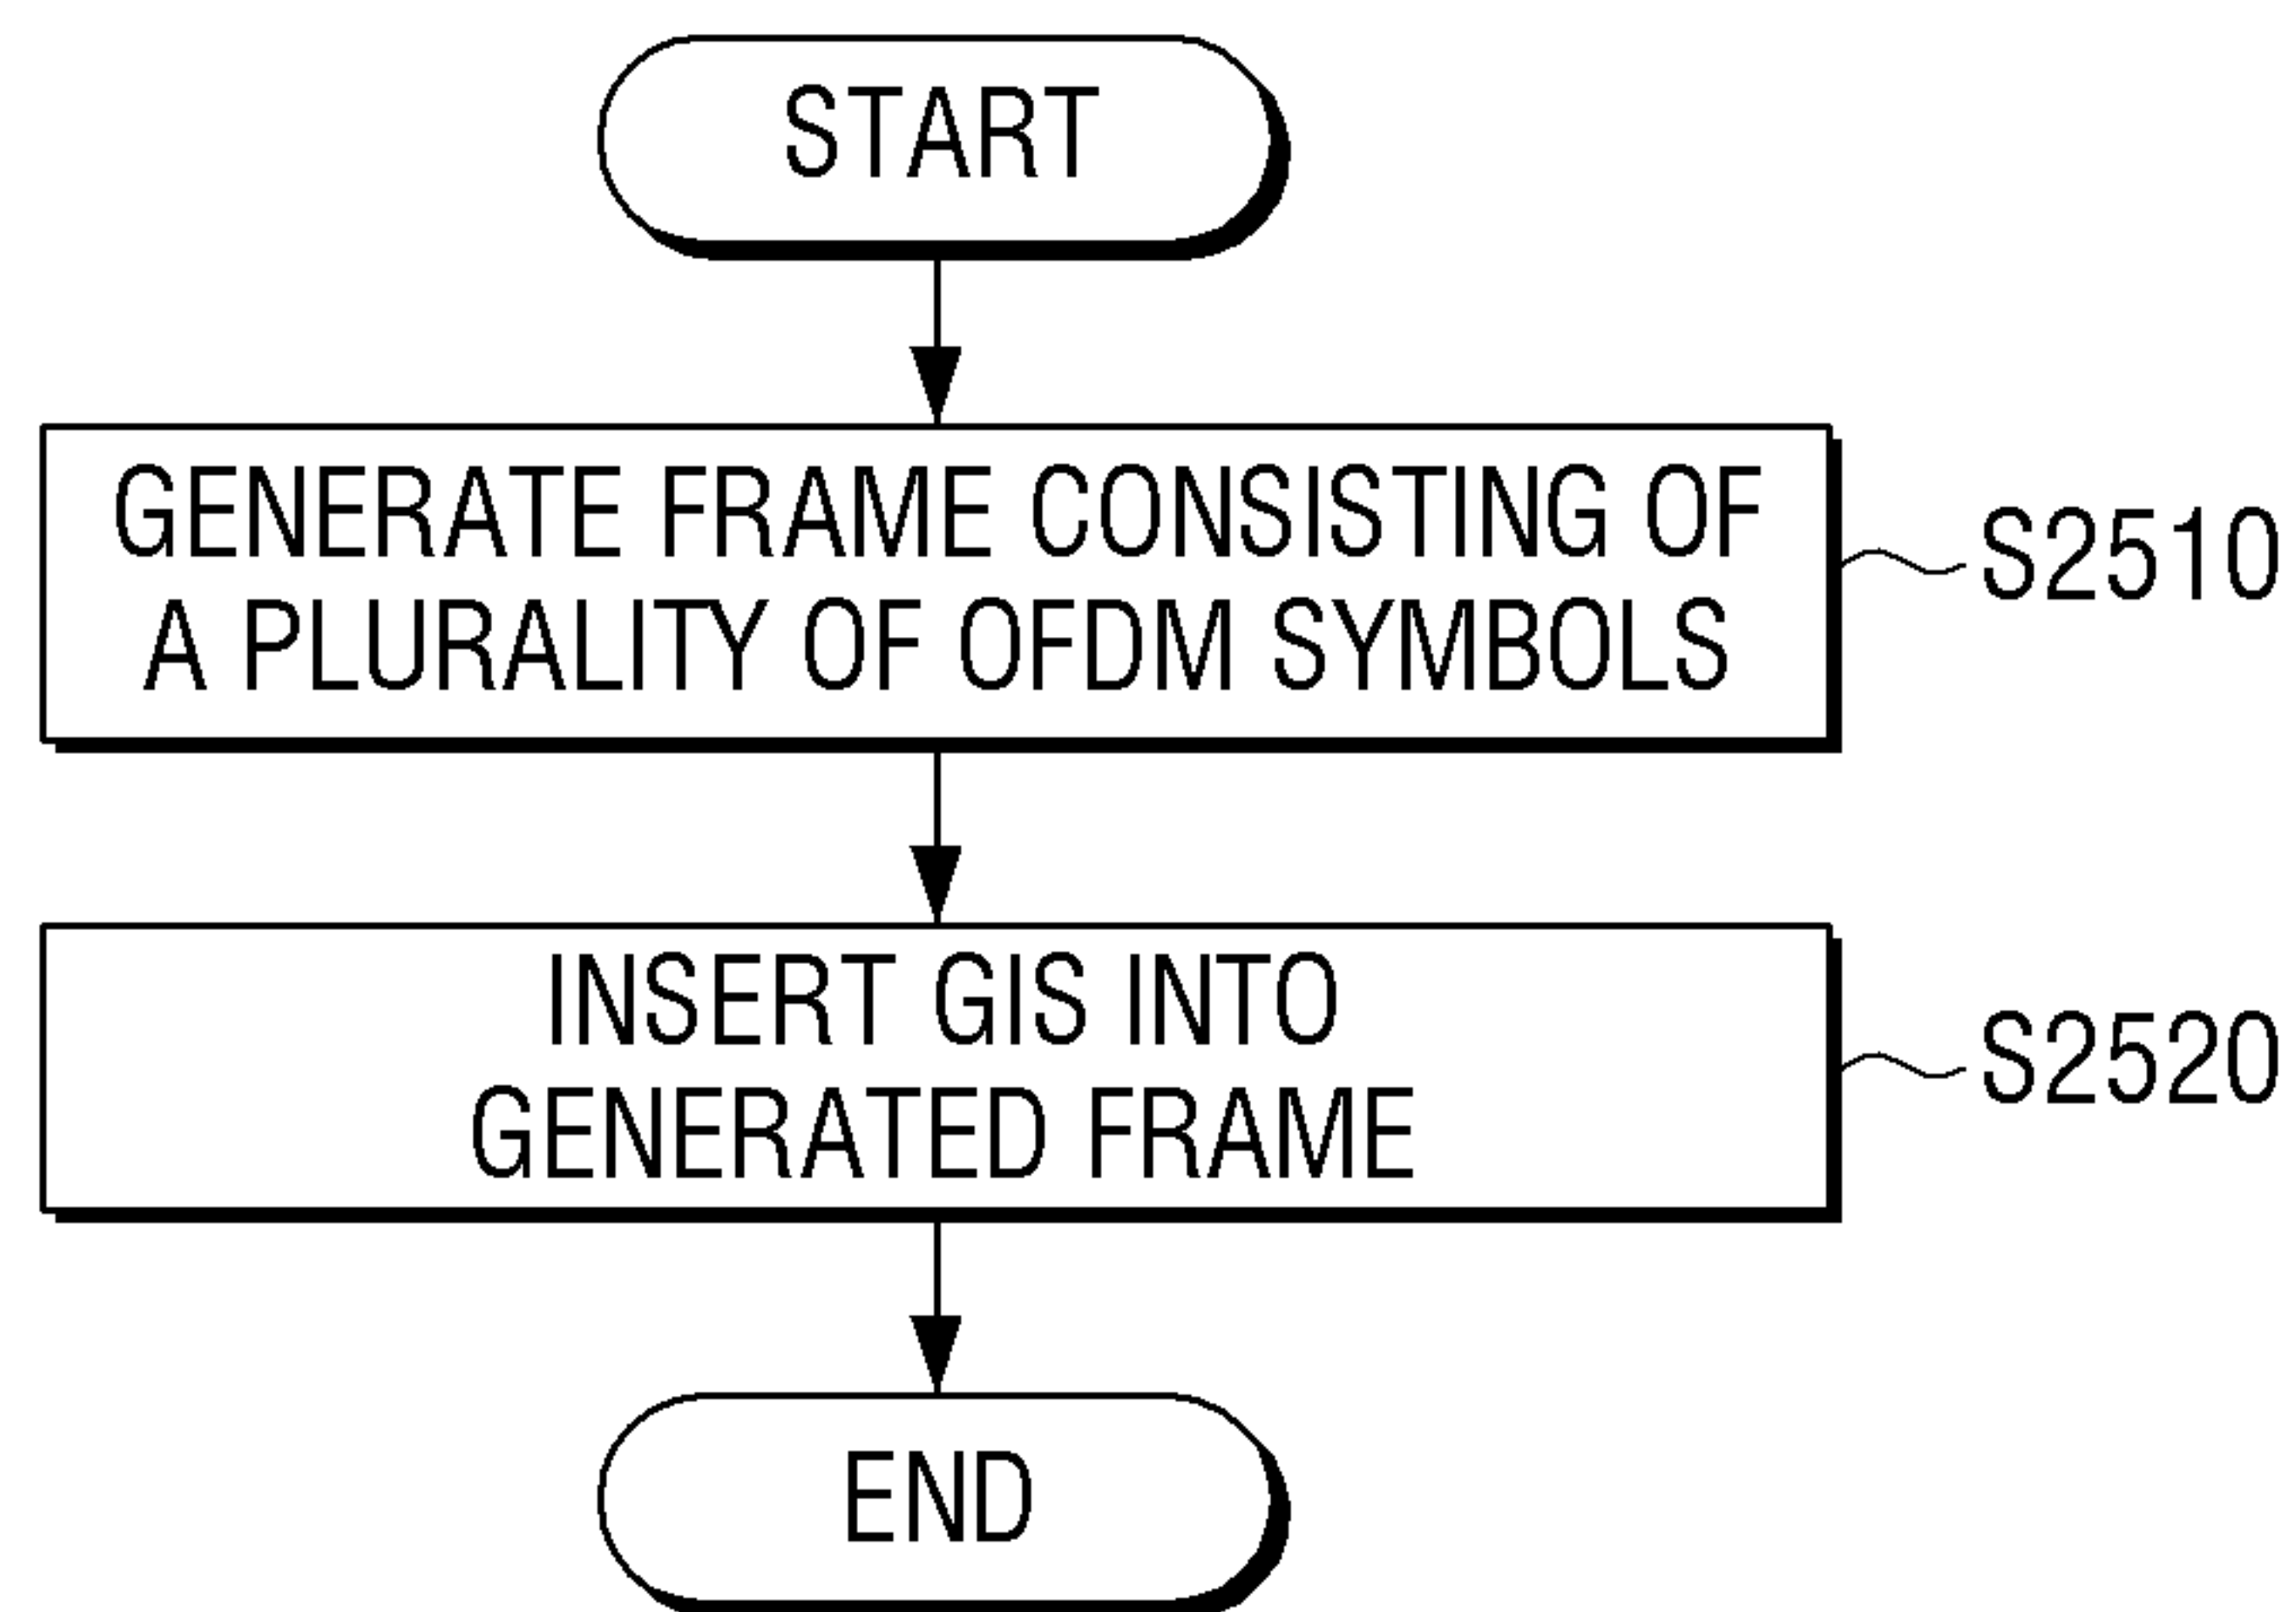 START
GENERATE FRAME CONSISTING OF
A PLURALITY OF OFDM SYMBOLS
S2510
INSERT GIS INTO
GENERATED FRAME
S2520
END